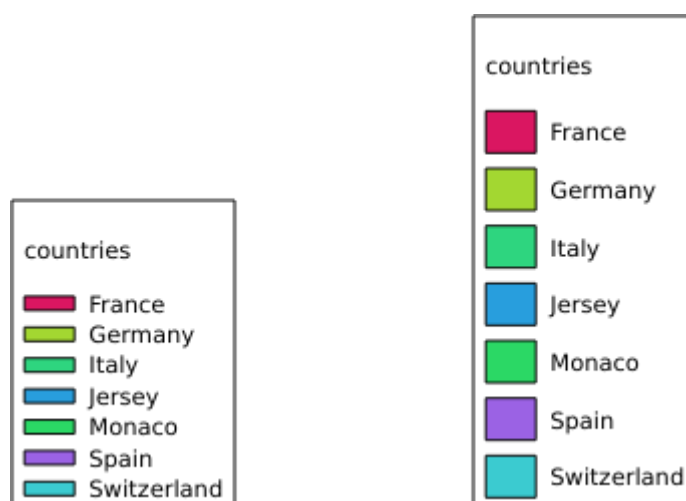 countries
France
Germany
Italy
Jersey
Monaco
Spain
Switzerland
countries
France
Germany
Italy
Jersey
Monaco
Spain
Switzerland